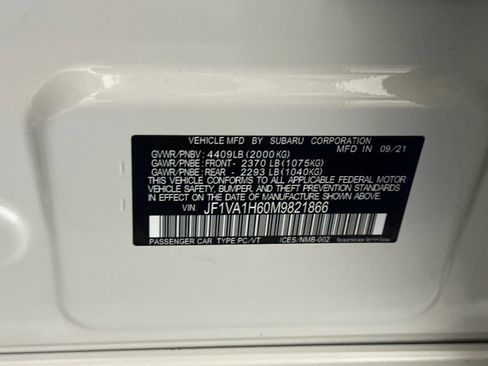 VEHICLE MFD BY SUBARU CORPORATION
MFD IN 09/21
GVWR/PNBV: 4409LB (2000KG)
GAWR/PNBE: FRONT- 2370 LB (1075KG)
GAWR/PNBE: REAR - 2293 LB (1040KG)
THIS VEHICLE CONFORMS TO ALL APPLICABLE FEDERAL MOTOR
VEHICLE SAFETY, BUMPER, AND THEFT PREVENTION STANDARDS
IN EFFECT ON THE DATE OF MANUFACTURE SHOWN ABOVE.
VIN: JF1VA1H60M9821866
PASSENGER CAR TYPE PC/VT ICES/NMB-002